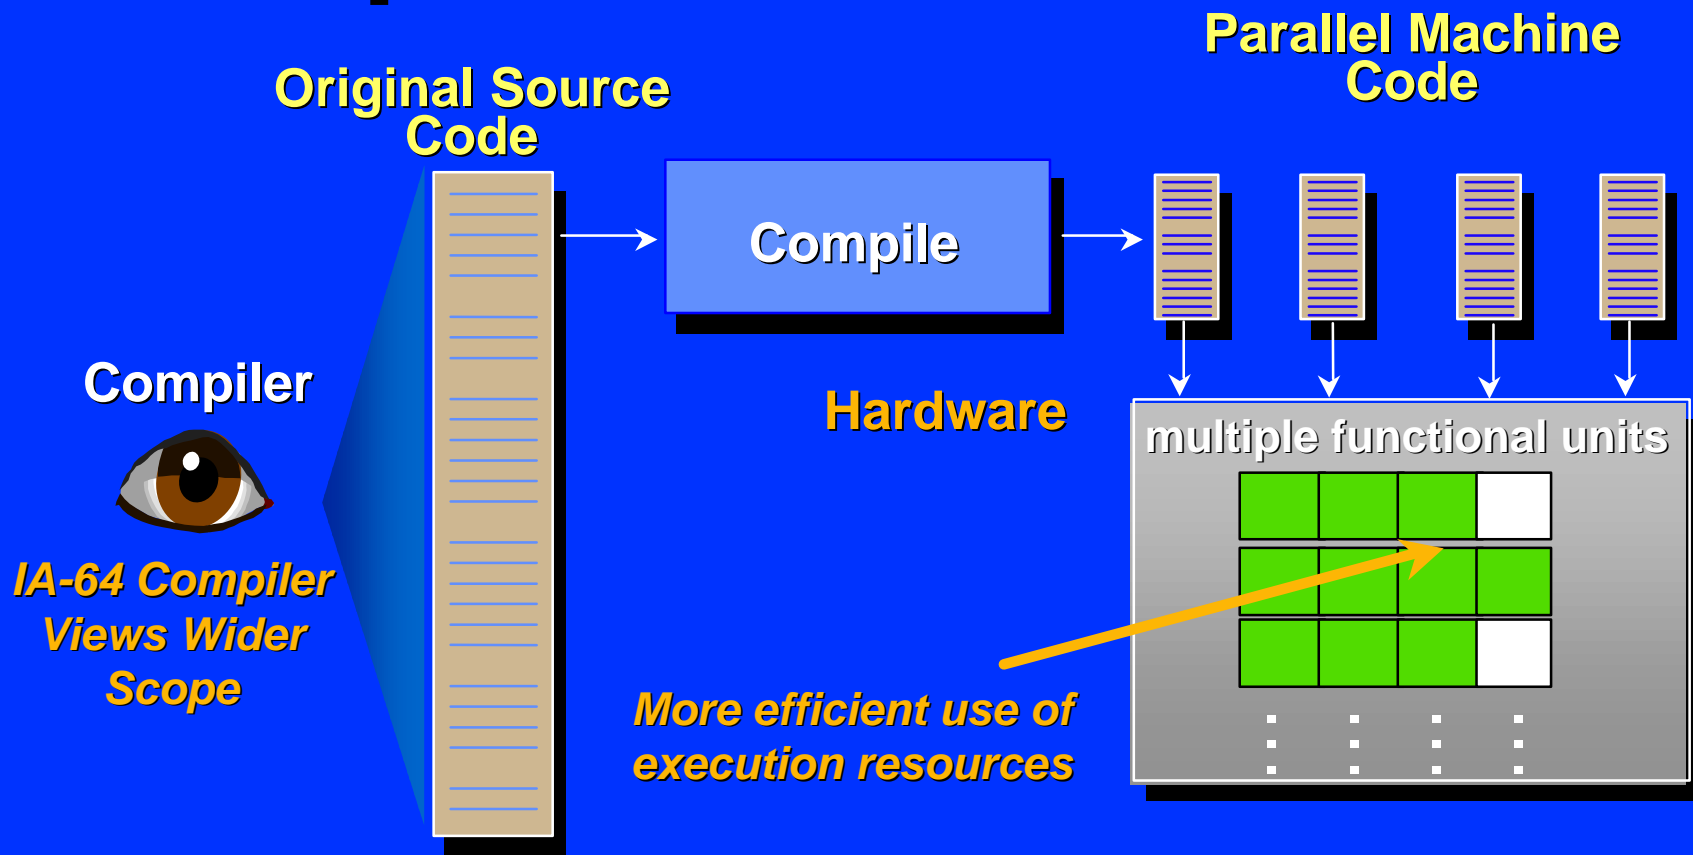 Original Source
Code
Parallel Machine
Code
Compile
Compiler
Hardware
multiple functional units
IA-64 Compiler
Views Wider
Scope
More efficient use of
execution resources